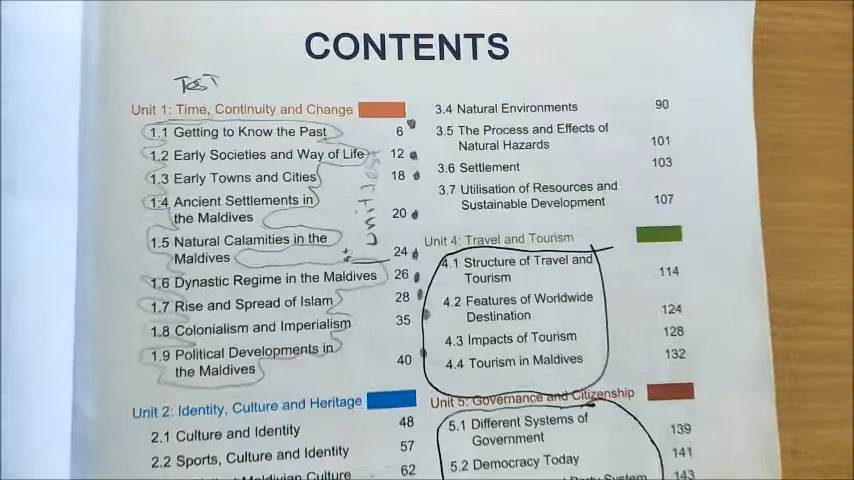 CONTENTS
TEST
Unit 1: Time, Continuity and Change
1.1 Getting to Know the Past 6
1.2 Early Societies and Way of Life 12
1.3 Early Towns and Cities 18
1.4 Ancient Settlements in
the Maldives 20
1.5 Natural Calamities in the
Maldives 24
1.6 Dynastic Regime in the Maldives 26
1.7 Rise and Spread of Islam 28
1.8 Colonialism and Imperialism 35
1.9 Political Developments in
the Maldives 40
Unit 2: Identity, Culture and Heritage
2.1 Culture and Identity 48
2.2 Sports, Culture and Identity 57
Maldivian Culture 62
3.4 Natural Environments 90
3.5 The Process and Effects of
Natural Hazards 101
3.6 Settlement 103
3.7 Utilisation of Resources and
Sustainable Development 107
Unit 4: Travel and Tourism
4.1 Structure of Travel and
Tourism 114
4.2 Features of Worldwide
Destination 124
4.3 Impacts of Tourism 128
4.4 Tourism in Maldives 132
Unit 5: Governance and Citizenship
5.1 Different Systems of
Government 139
5.2 Democracy Today 141
Party System 143